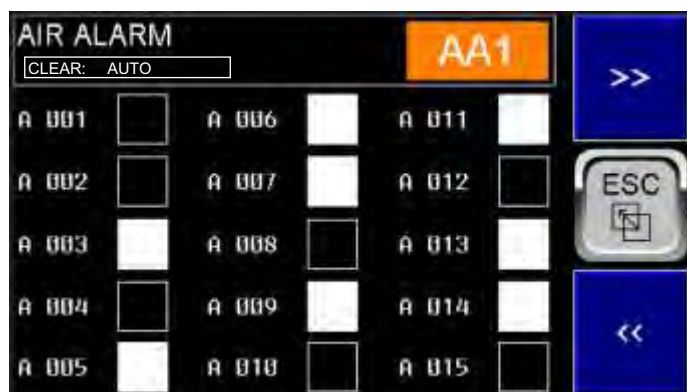 AIR ALARM
AA1
>>
CLEAR: AUTO
A 001 A 006 A 011
A 002 A 007 A 012
ESC
A 003 A 008 A 013
A 004 A 009 A 014
<<
A 005 A 010 A 015